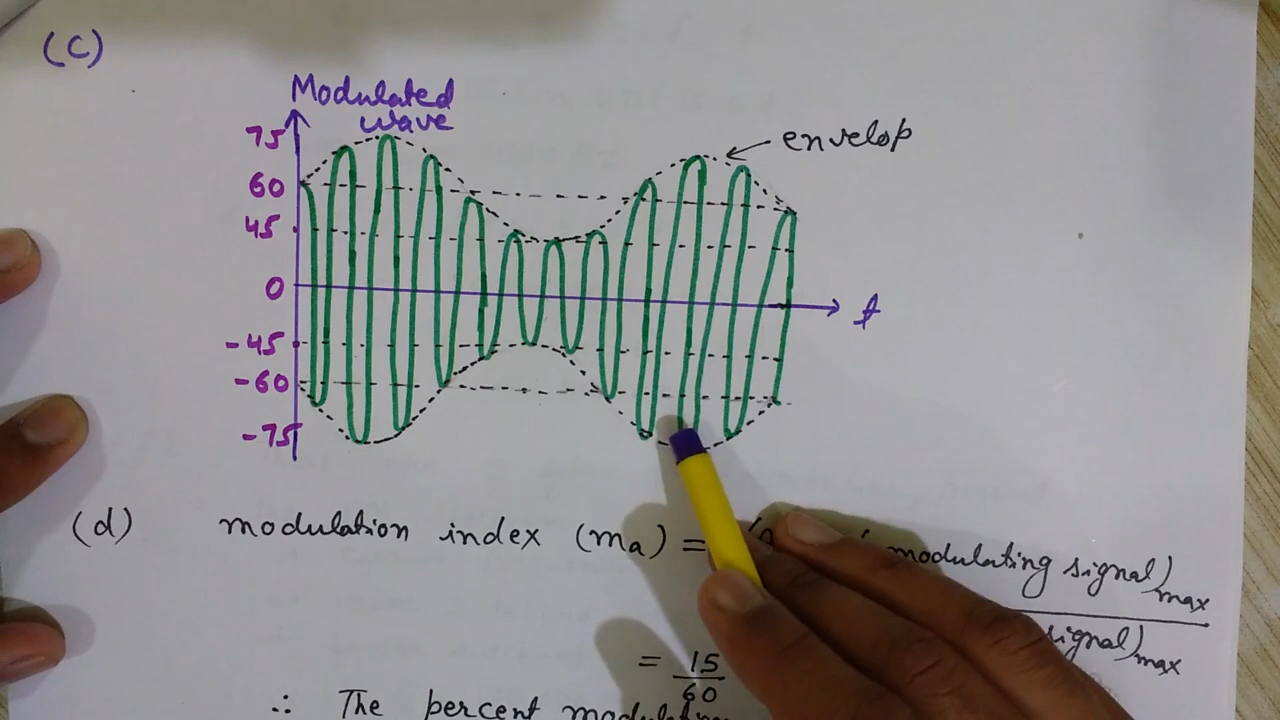 (C)
Modulated
wave
75
envelop
60
45
0
t
-45
-60
-75
(d) modulation index (ma) = modulating signal)max
signal)max
= 15
60
∴ The percent